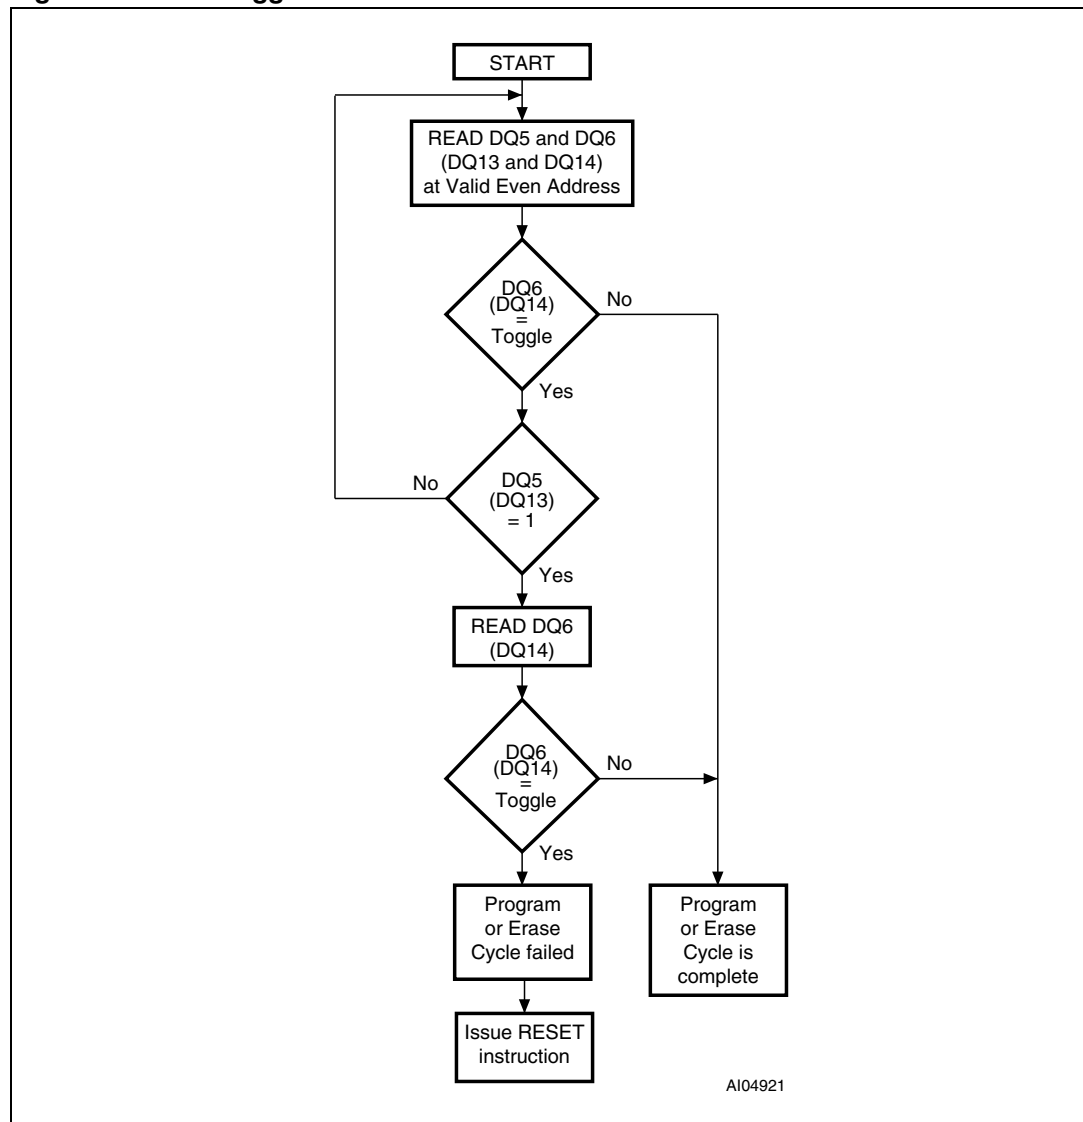 START
READ DQ5 and DQ6
(DQ13 and DQ14)
at Valid Even Address
DQ6
(DQ14)
=
Toggle
No
Yes
DQ5
(DQ13)
= 1
No
Yes
READ DQ6
(DQ14)
DQ6
(DQ14)
=
Toggle
No
Yes
Program
or Erase
Cycle failed
Program
or Erase
Cycle is
complete
Issue RESET
instruction
AI04921